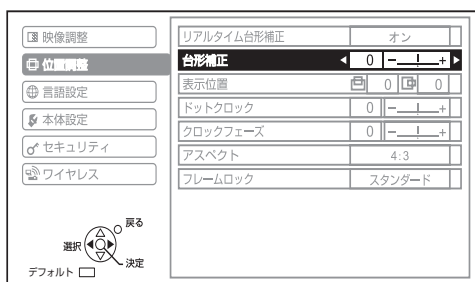 映像調整
位置調整
言語設定
本体設定
セキュリティ
ワイヤレス
リアルタイム台形補正 オン
台形補正 0 - +
表示位置 0 0
ドットクロック 0 - +
クロックフェーズ 0 - +
アスペクト 4:3
フレームロック スタンダード
戻る
選択
決定
デフォルト